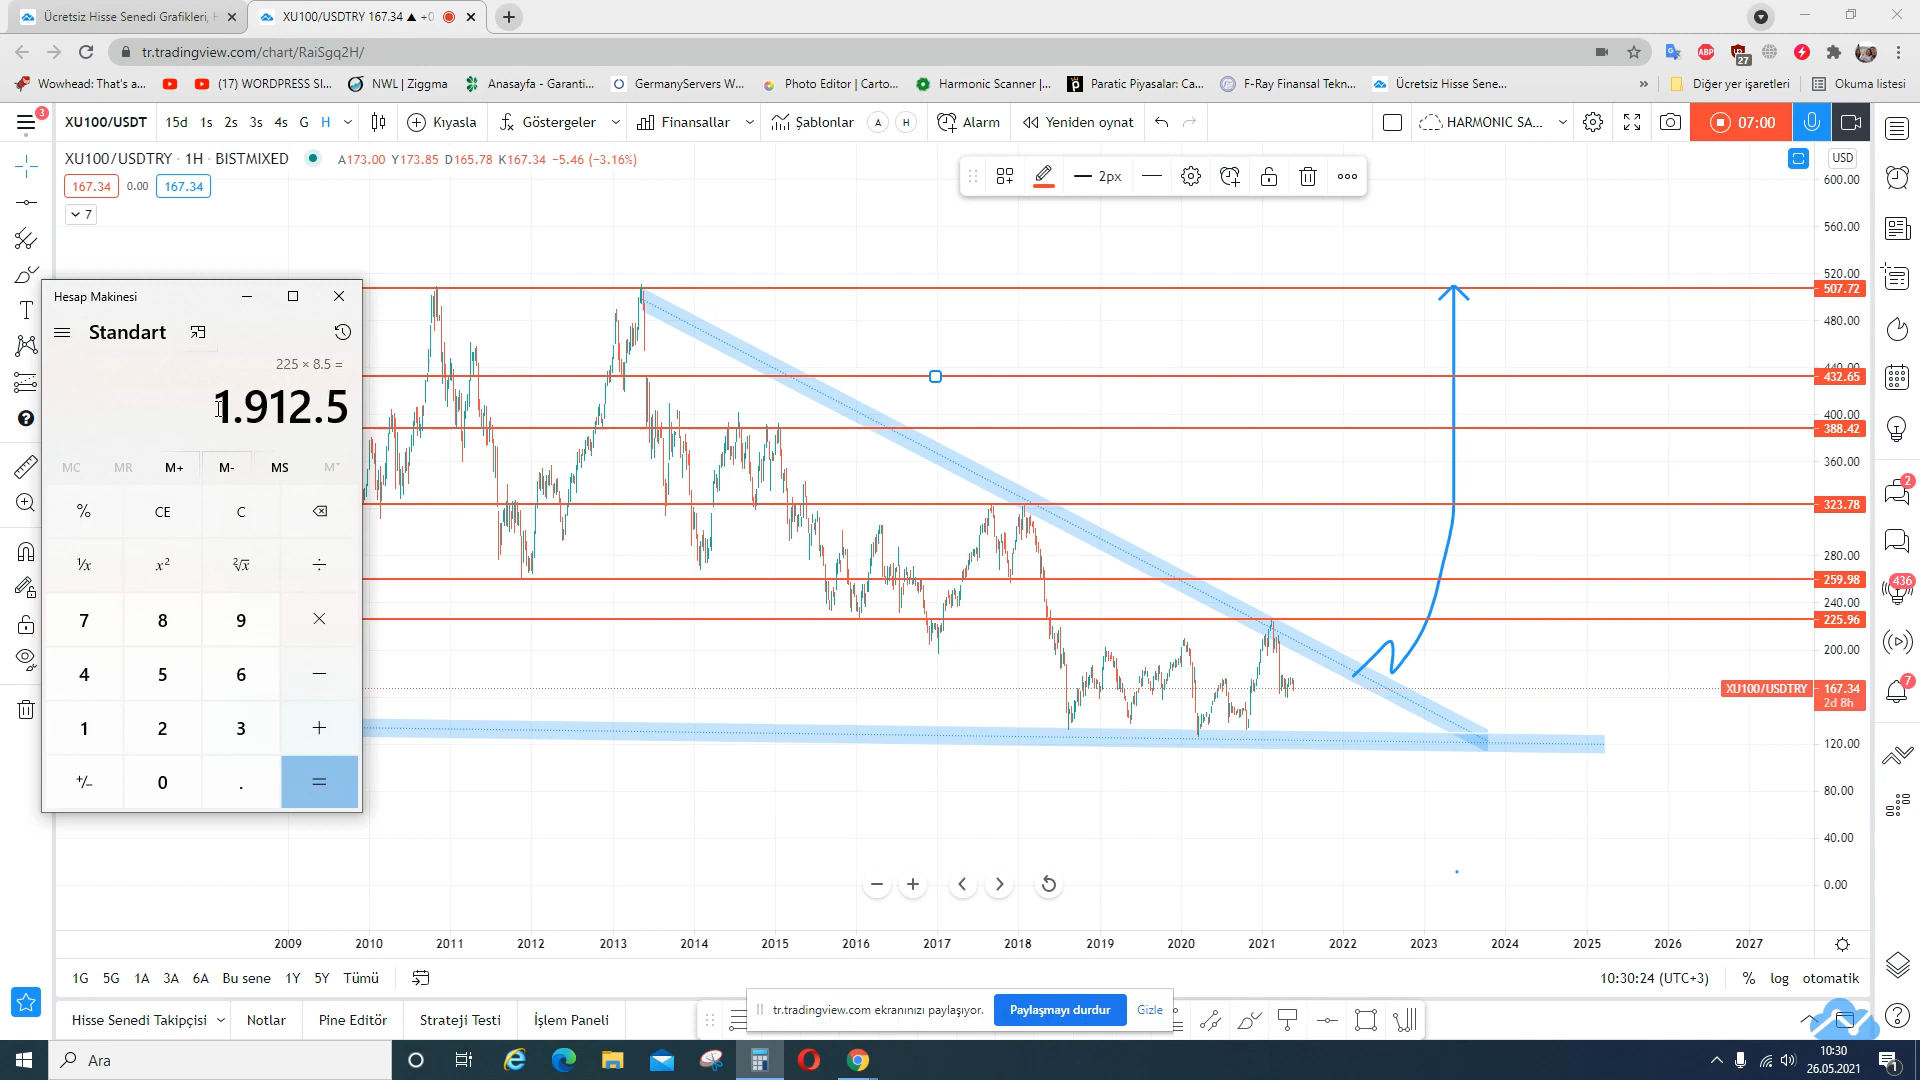 Ücretsiz Hisse Senedi Grafikleri, H
XU100/USDTRY 167.34 ▲ +0
tr.tradingview.com/chart/RaiSgq2H/
ABP
27
Wowhead: That's a...
(17) WORDPRESS SI...
NWL | Ziggma
Anasayfa - Garanti...
GermanyServers W...
Photo Editor | Carto...
Harmonic Scanner |...
Paratic Piyasalar: Ca...
F-Ray Finansal Tekn...
Ücretsiz Hisse Sene...
»
Diğer yer işaretleri
Okuma listesi
3
XU100/USDT
15d
1s
2s
3s
4s
G
H
Kıyasla
Göstergeler
Finansallar
Şablonlar
A
H
Alarm
Yeniden oynat
HARMONIC SA...
07:00
XU100/USDTRY · 1H · BISTMIXED
A173.00 Y173.85 D165.78 K167.34 −5.46 (−3.16%)
167.34
0.00
167.34
7
2px
USD
600.00
560.00
520.00
507.72
480.00
440.00
432.65
400.00
388.42
360.00
323.78
280.00
259.98
240.00
225.96
200.00
XU100/USDTRY
167.34
2d 8h
120.00
80.00
40.00
0.00
Hesap Makinesi
Standart
225 × 8.5 =
1.912.5
MC
MR
M+
M-
MS
M˅
%
CE
C
⌫
¹/x
x²
²√x
÷
7
8
9
×
4
5
6
−
1
2
3
+
+/−
0
.
=
2
436
7
2009
2010
2011
2012
2013
2014
2015
2016
2017
2018
2019
2020
2021
2022
2023
2024
2025
2026
2027
1G
5G
1A
3A
6A
Bu sene
1Y
5Y
Tümü
10:30:24 (UTC+3)
%
log
otomatik
Hisse Senedi Takipçisi
Notlar
Pine Editör
Strateji Testi
İşlem Paneli
tr.tradingview.com ekranınızı paylaşıyor.
Paylaşmayı durdur
Gizle
Ara
10:30
26.05.2021
1